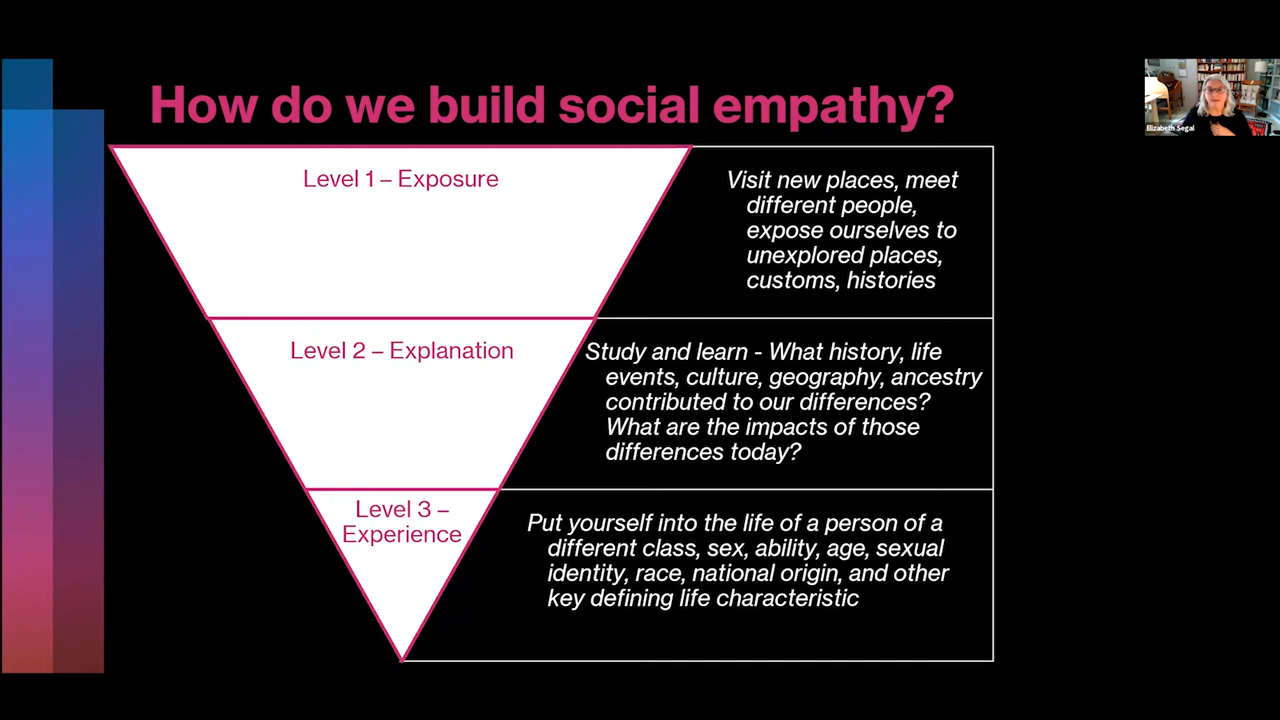 How do we build social empathy?
Elizabeth Segal
Level 1 – Exposure
Visit new places, meet
different people,
expose ourselves to
unexplored places,
customs, histories
Level 2 – Explanation
Study and learn - What history, life
events, culture, geography, ancestry
contributed to our differences?
What are the impacts of those
differences today?
Level 3 –
Experience
Put yourself into the life of a person of a
different class, sex, ability, age, sexual
identity, race, national origin, and other
key defining life characteristic